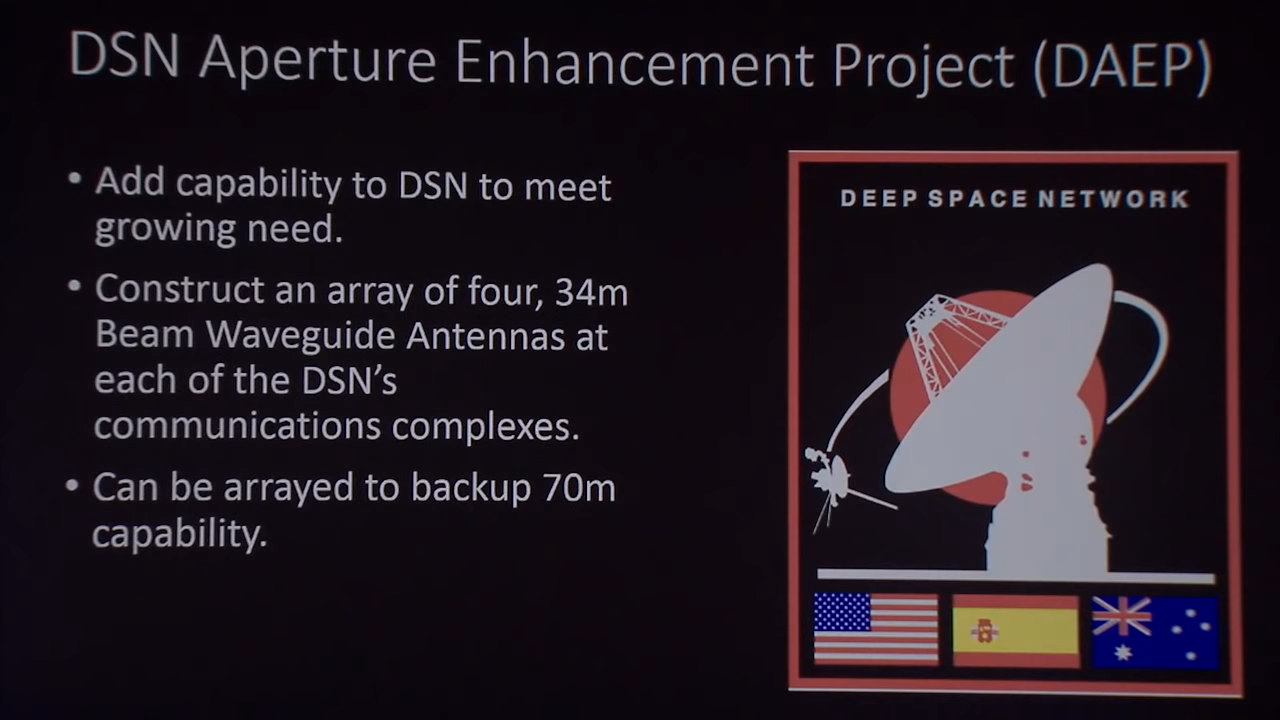 DSN Aperture Enhancement Project (DAEP)
• Add capability to DSN to meet
growing need.
• Construct an array of four, 34m
Beam Waveguide Antennas at
each of the DSN's
communications complexes.
• Can be arrayed to backup 70m
capability.
DEEP SPACE NETWORK